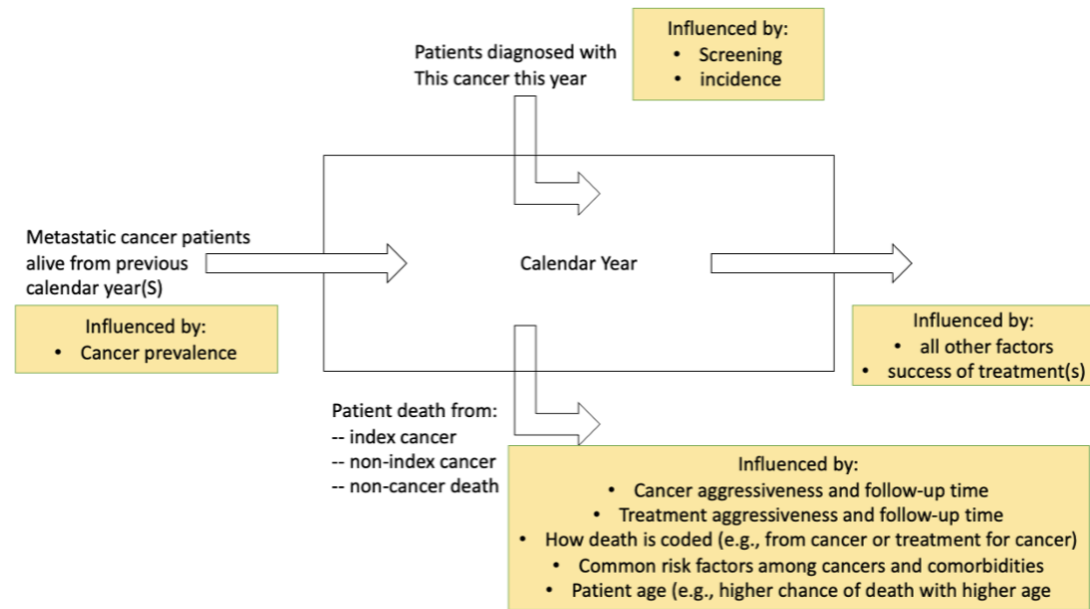 Patients diagnosed with
This cancer this year
Influenced by:
• Screening
• incidence
Metastatic cancer patients
alive from previous
calendar year(S)
Calendar Year
Influenced by:
• Cancer prevalence
Influenced by:
• all other factors
• success of treatment(s)
Patient death from:
-- index cancer
-- non-index cancer
-- non-cancer death
Influenced by:
• Cancer aggressiveness and follow-up time
• Treatment aggressiveness and follow-up time
• How death is coded (e.g., from cancer or treatment for cancer)
• Common risk factors among cancers and comorbidities
• Patient age (e.g., higher chance of death with higher age